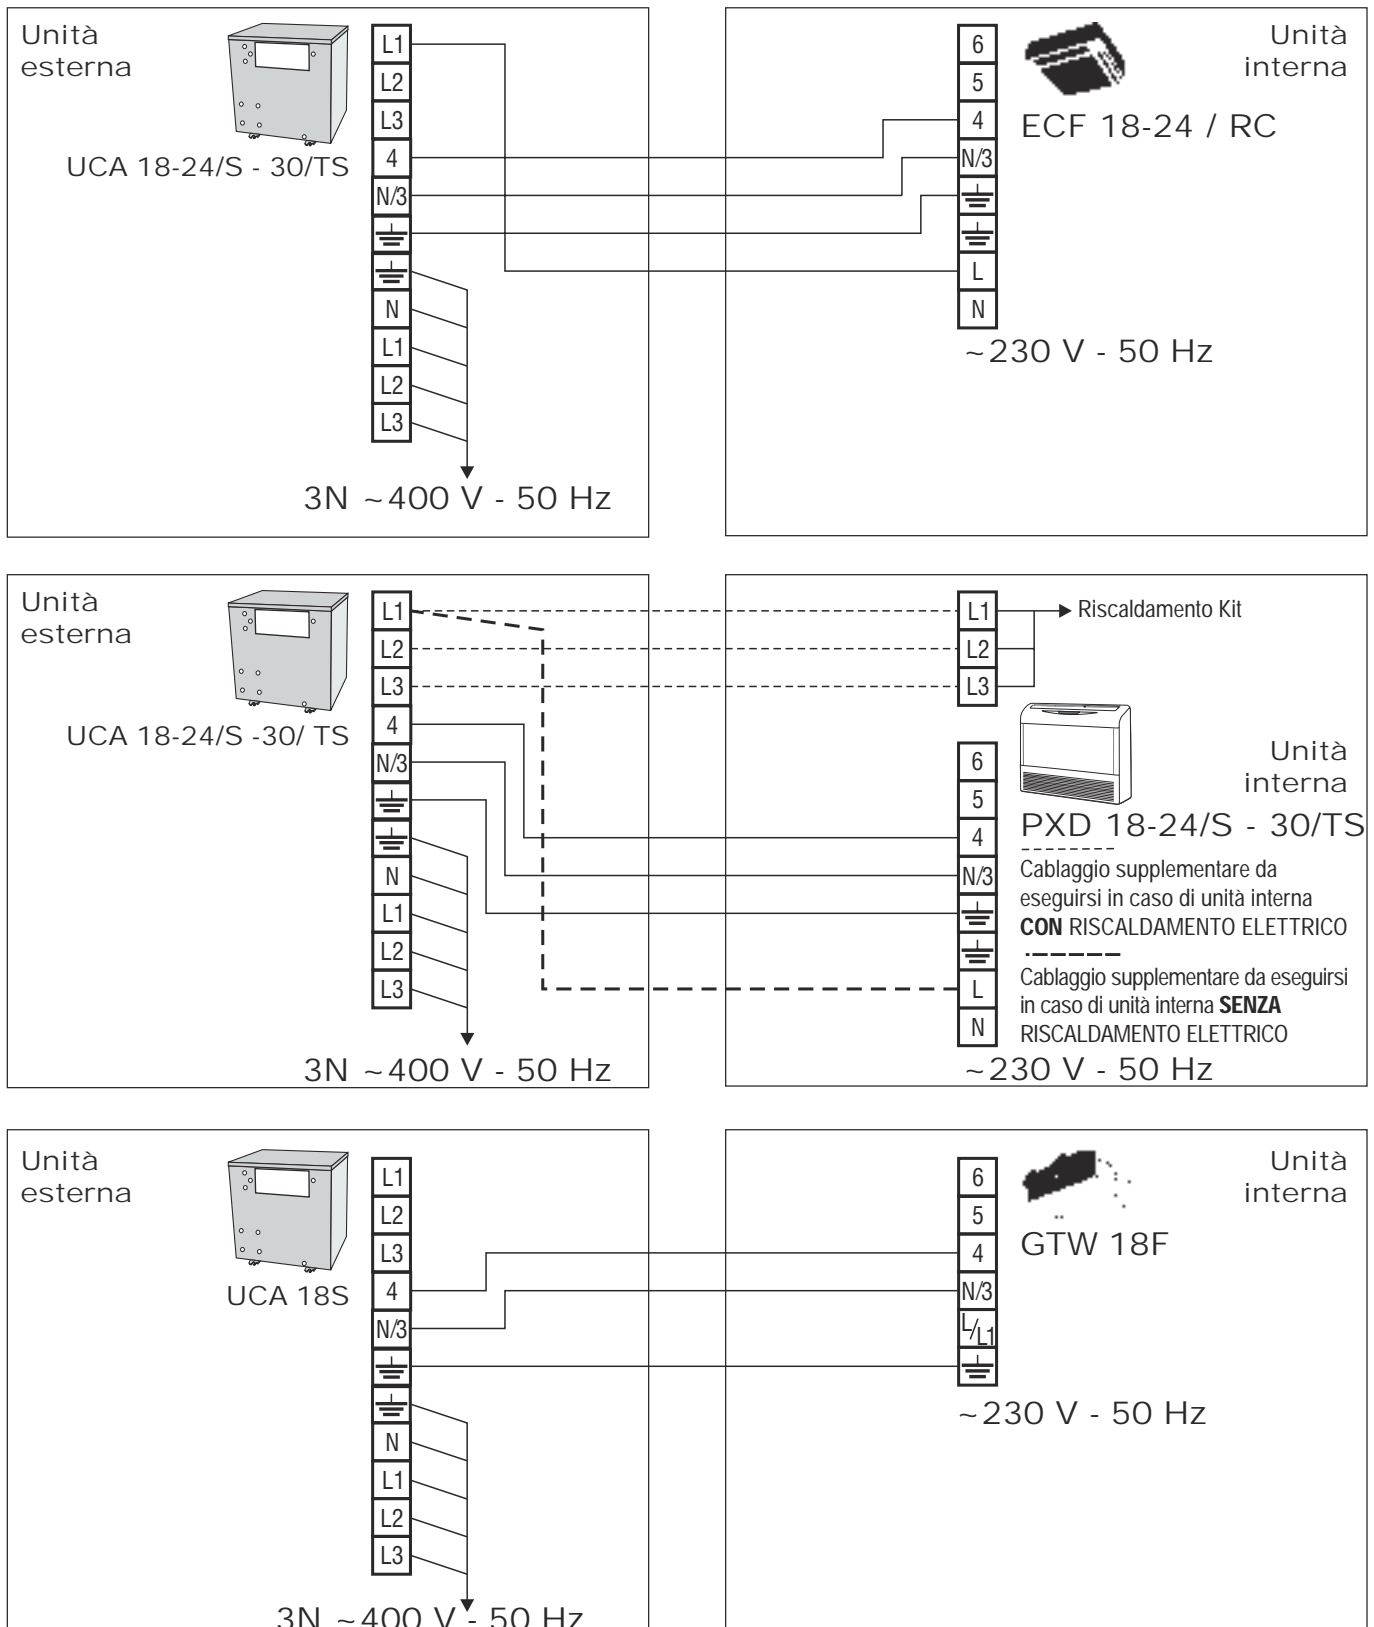 Unità
esterna
UCA 18-24/S - 30/TS
L1
L2
L3
4
N/3
N
L1
L2
L3
3N ~400 V - 50 Hz
6
5
4
N/3
L
N
Unità
interna
ECF 18-24 / RC
~230 V - 50 Hz
Unità
esterna
UCA 18-24/S -30/ TS
L1
L2
L3
4
N/3
N
L1
L2
L3
3N ~400 V - 50 Hz
L1
L2
L3
Riscaldamento Kit
6
5
4
N/3
L
N
Unità
interna
PXD 18-24/S - 30/TS
Cablaggio supplementare da
eseguirsi in caso di unità interna
CON RISCALDAMENTO ELETTRICO
Cablaggio supplementare da eseguirsi
in caso di unità interna SENZA
RISCALDAMENTO ELETTRICO
~230 V - 50 Hz
Unità
esterna
UCA 18S
L1
L2
L3
4
N/3
N
L1
L2
L3
3N ~400 V - 50 Hz
6
5
4
N/3
L/L1
Unità
interna
GTW 18F
~230 V - 50 Hz